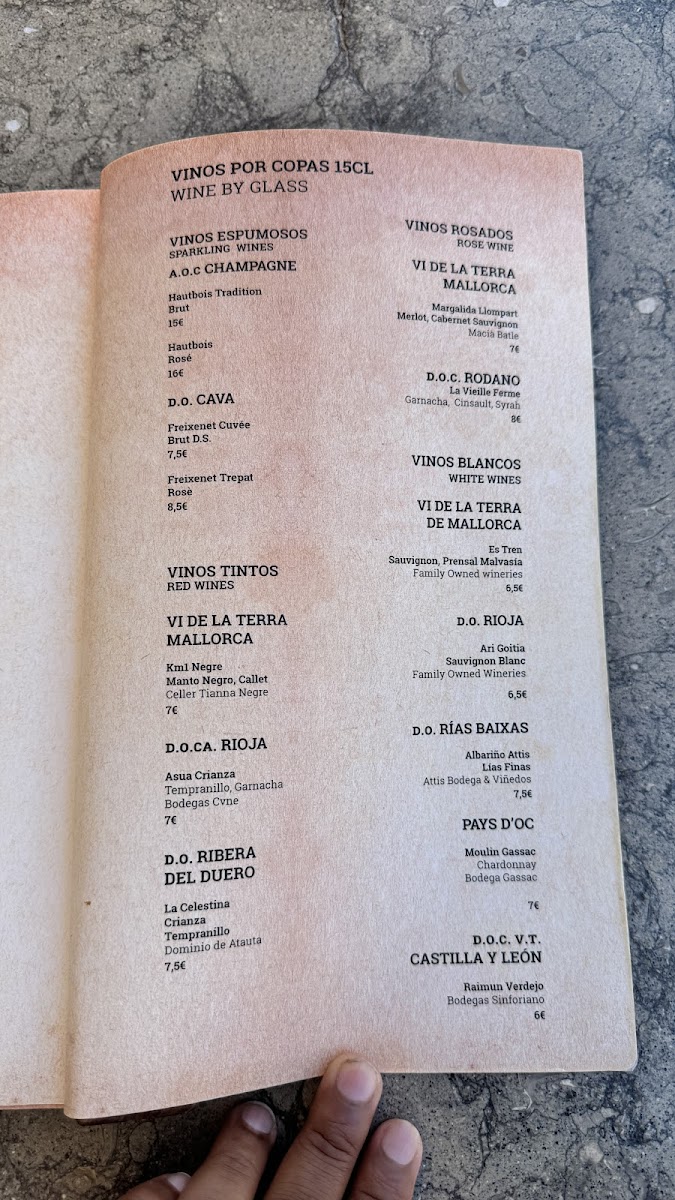 VINOS POR COPAS 15CL
WINE BY GLASS
VINOS ESPUMOSOS
SPARKLING WINES
A.O.C CHAMPAGNE
Hautbois Tradition
Brut
15€
Hautbois
Rosé
16€
D.O. CAVA
Freixenet Cuvée
Brut D.S.
7,5€
Freixenet Trepat
Rosè
8,5€
VINOS TINTOS
RED WINES
VI DE LA TERRA
MALLORCA
Km1 Negre
Manto Negro, Callet
Celler Tianna Negre
7€
D.O.CA. RIOJA
Asua Crianza
Tempranillo, Garnacha
Bodegas Cvne
7€
D.O. RIBERA
DEL DUERO
La Celestina
Crianza
Tempranillo
Dominio de Atauta
7,5€
VINOS ROSADOS
ROSE WINE
VI DE LA TERRA
MALLORCA
Margalida Llompart
Merlot, Cabernet Sauvignon
Macià Batle
7€
D.O.C. RODANO
La Vieille Ferme
Garnacha, Cinsault, Syrah
8€
VINOS BLANCOS
WHITE WINES
VI DE LA TERRA
DE MALLORCA
Es Tren
Sauvignon, Prensal Malvasía
Family Owned wineries
6,5€
D.O. RIOJA
Ari Goitia
Sauvignon Blanc
Family Owned Wineries
6,5€
D.O. RÍAS BAIXAS
Albariño Attis
Lías Finas
Attis Bodega & Viñedos
7,5€
PAYS D'OC
Moulin Gassac
Chardonnay
Bodega Gassac
7€
D.O.C. V.T.
CASTILLA Y LEÓN
Raimun Verdejo
Bodegas Sinforiano
6€